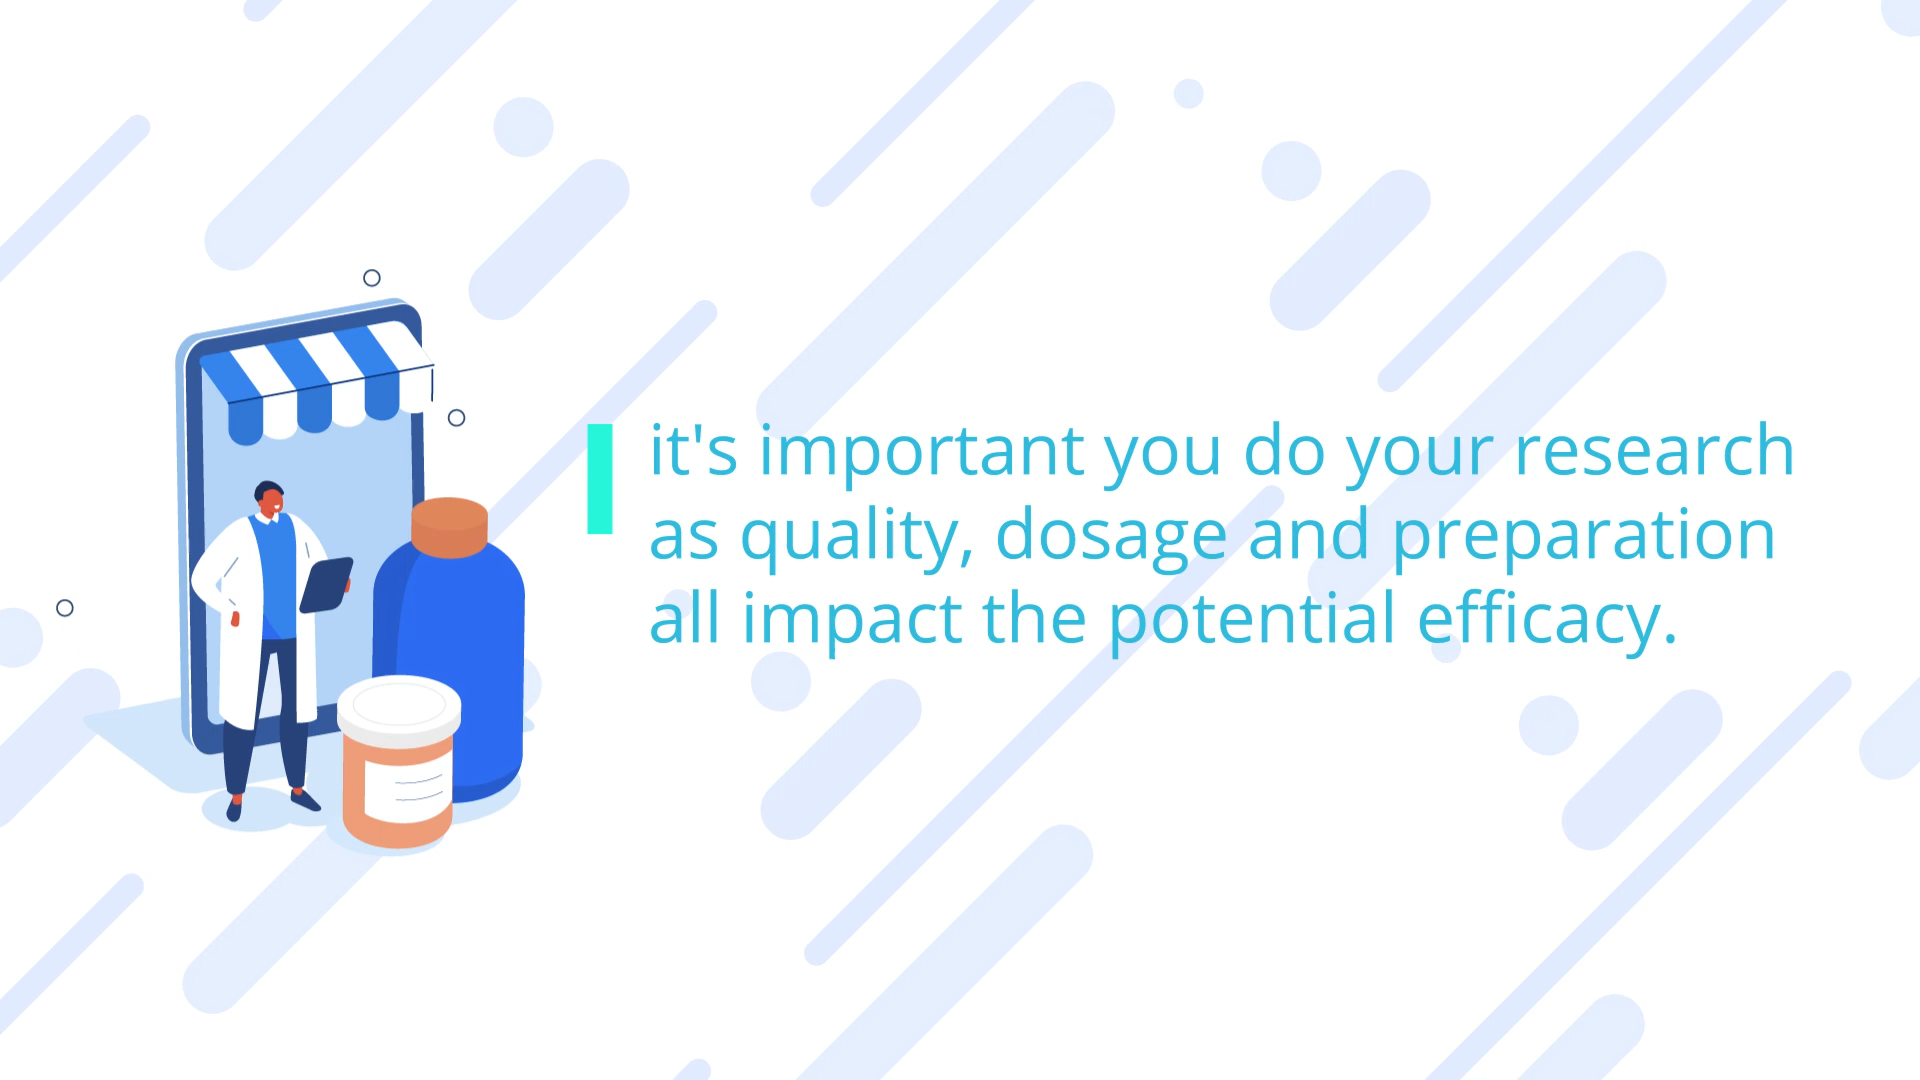 it's important you do your research
as quality, dosage and preparation
all impact the potential efficacy.